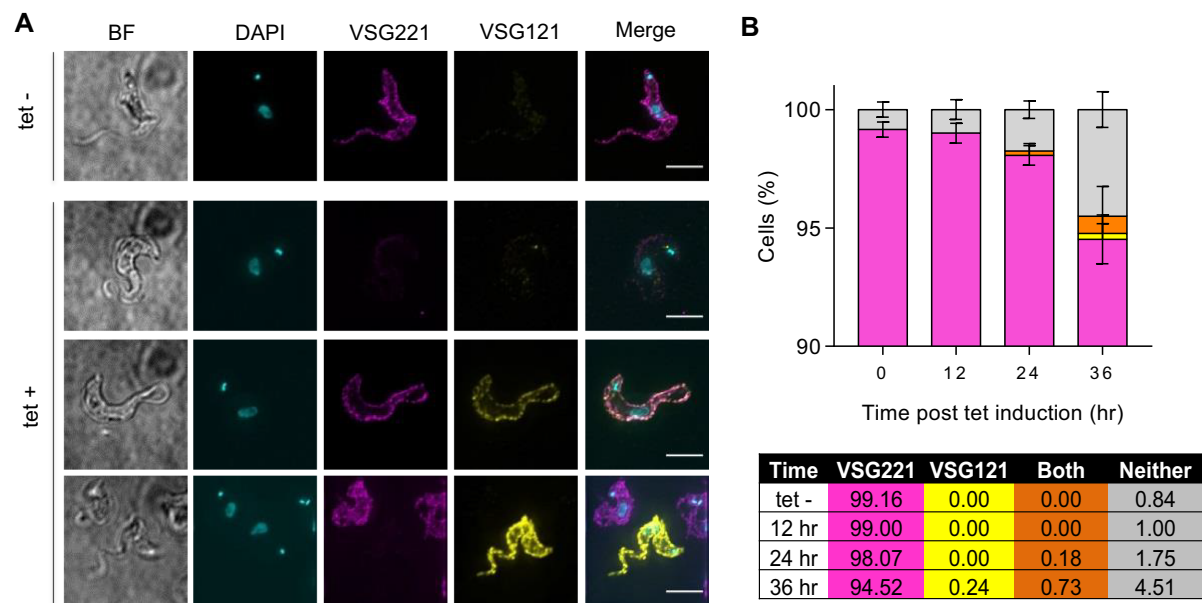 A
BF DAPI VSG221 VSG121 Merge
tet -
tet +
B
Cells (%)
100
95
90
0 12 24 36
Time post tet induction (hr)
Time VSG221 VSG121 Both Neither
tet - 99.16 0.00 0.00 0.84
12 hr 99.00 0.00 0.00 1.00
24 hr 98.07 0.00 0.18 1.75
36 hr 94.52 0.24 0.73 4.51